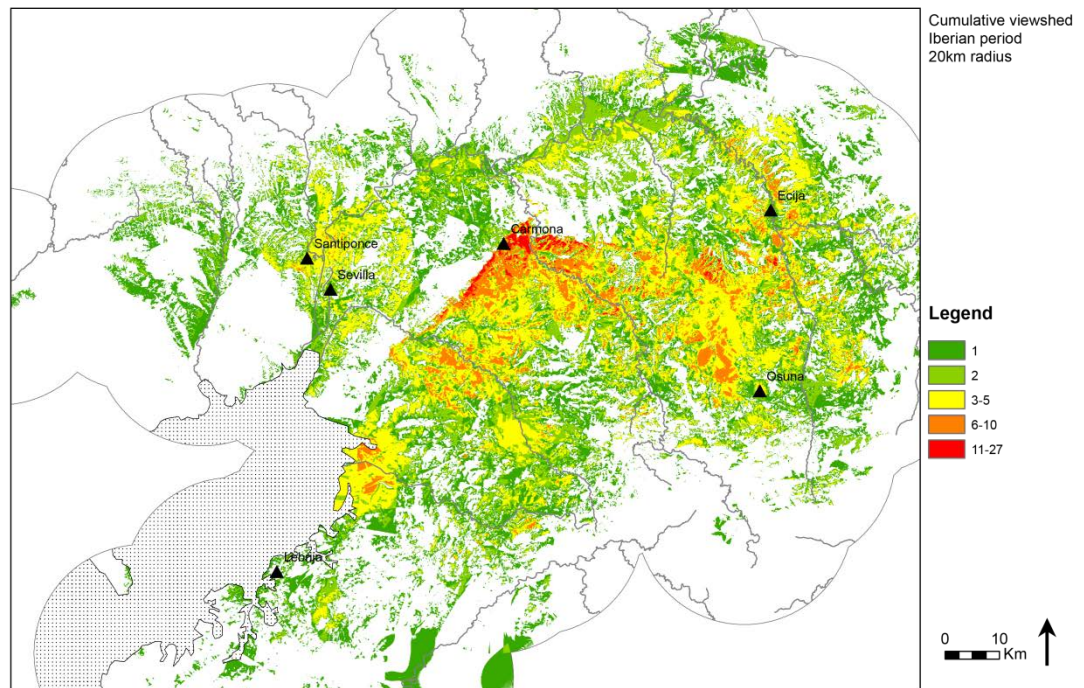 Cumulative viewshed
Iberian period
20km radius
Ecija
Carmona
Santiponce
Sevilla
Osuna
Lebrija
Legend
1
2
3-5
6-10
11-27
0 10
Km